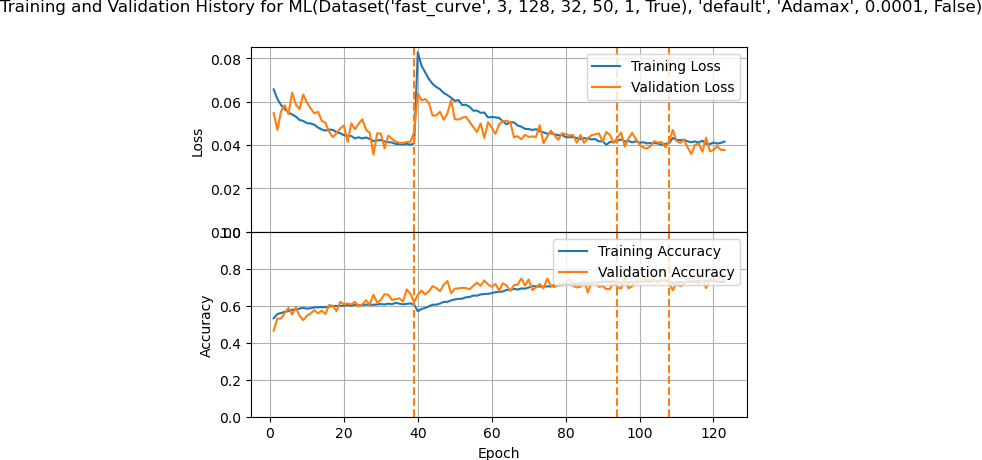 Training and Validation History for ML(Dataset('fast_curve', 3, 128, 32, 50, 1, True), 'default', 'Adamax', 0.0001, False)
0.08
0.06
0.04
0.02
0.00
Loss
Training Loss
Validation Loss
1.0
0.8
0.6
0.4
0.2
0.0
Accuracy
Training Accuracy
Validation Accuracy
0 20 40 60 80 100 120
Epoch